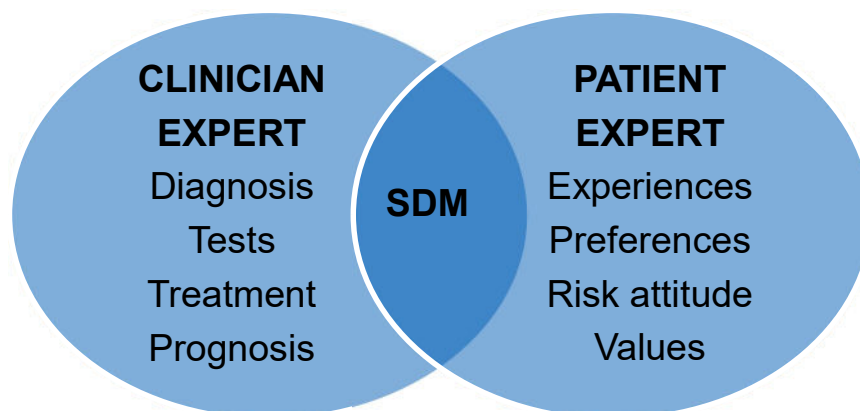 CLINICIAN
EXPERT
Diagnosis
Tests
Treatment
Prognosis
SDM
PATIENT
EXPERT
Experiences
Preferences
Risk attitude
Values